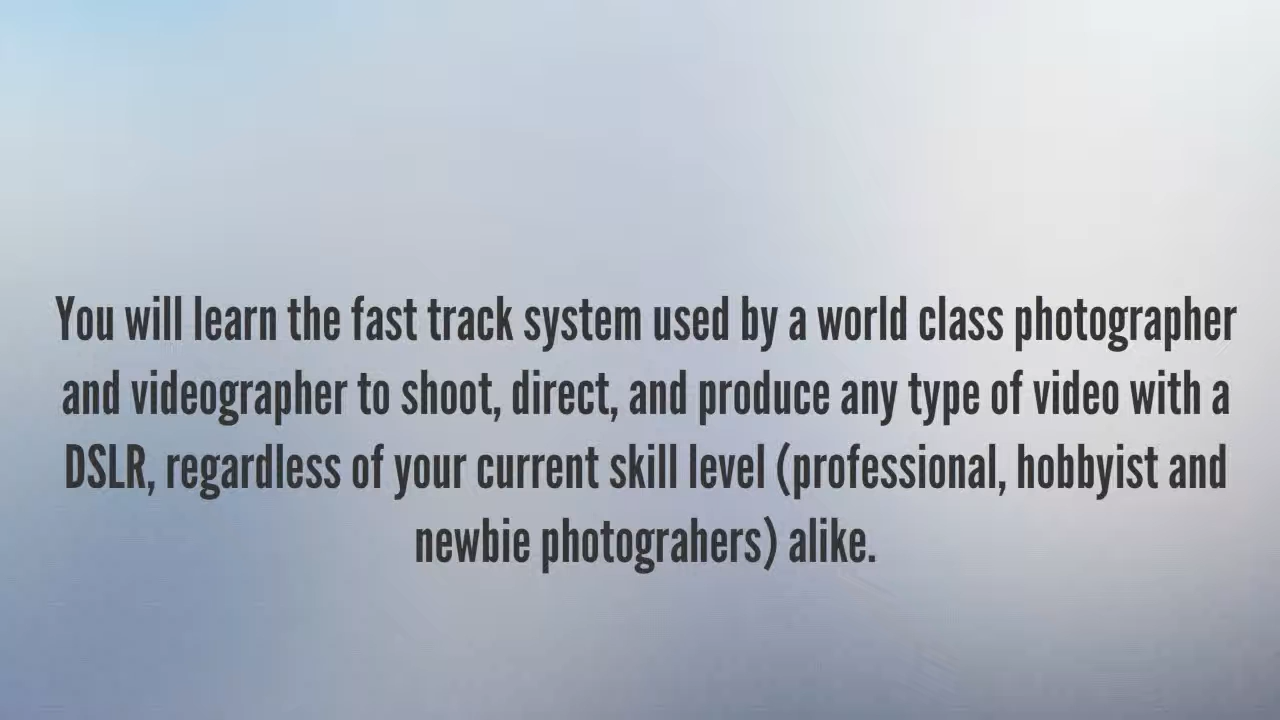 You will learn the fast track system used by a world class photographer
and videographer to shoot, direct, and produce any type of video with a
DSLR, regardless of your current skill level (professional, hobbyist and
newbie photograhers) alike.